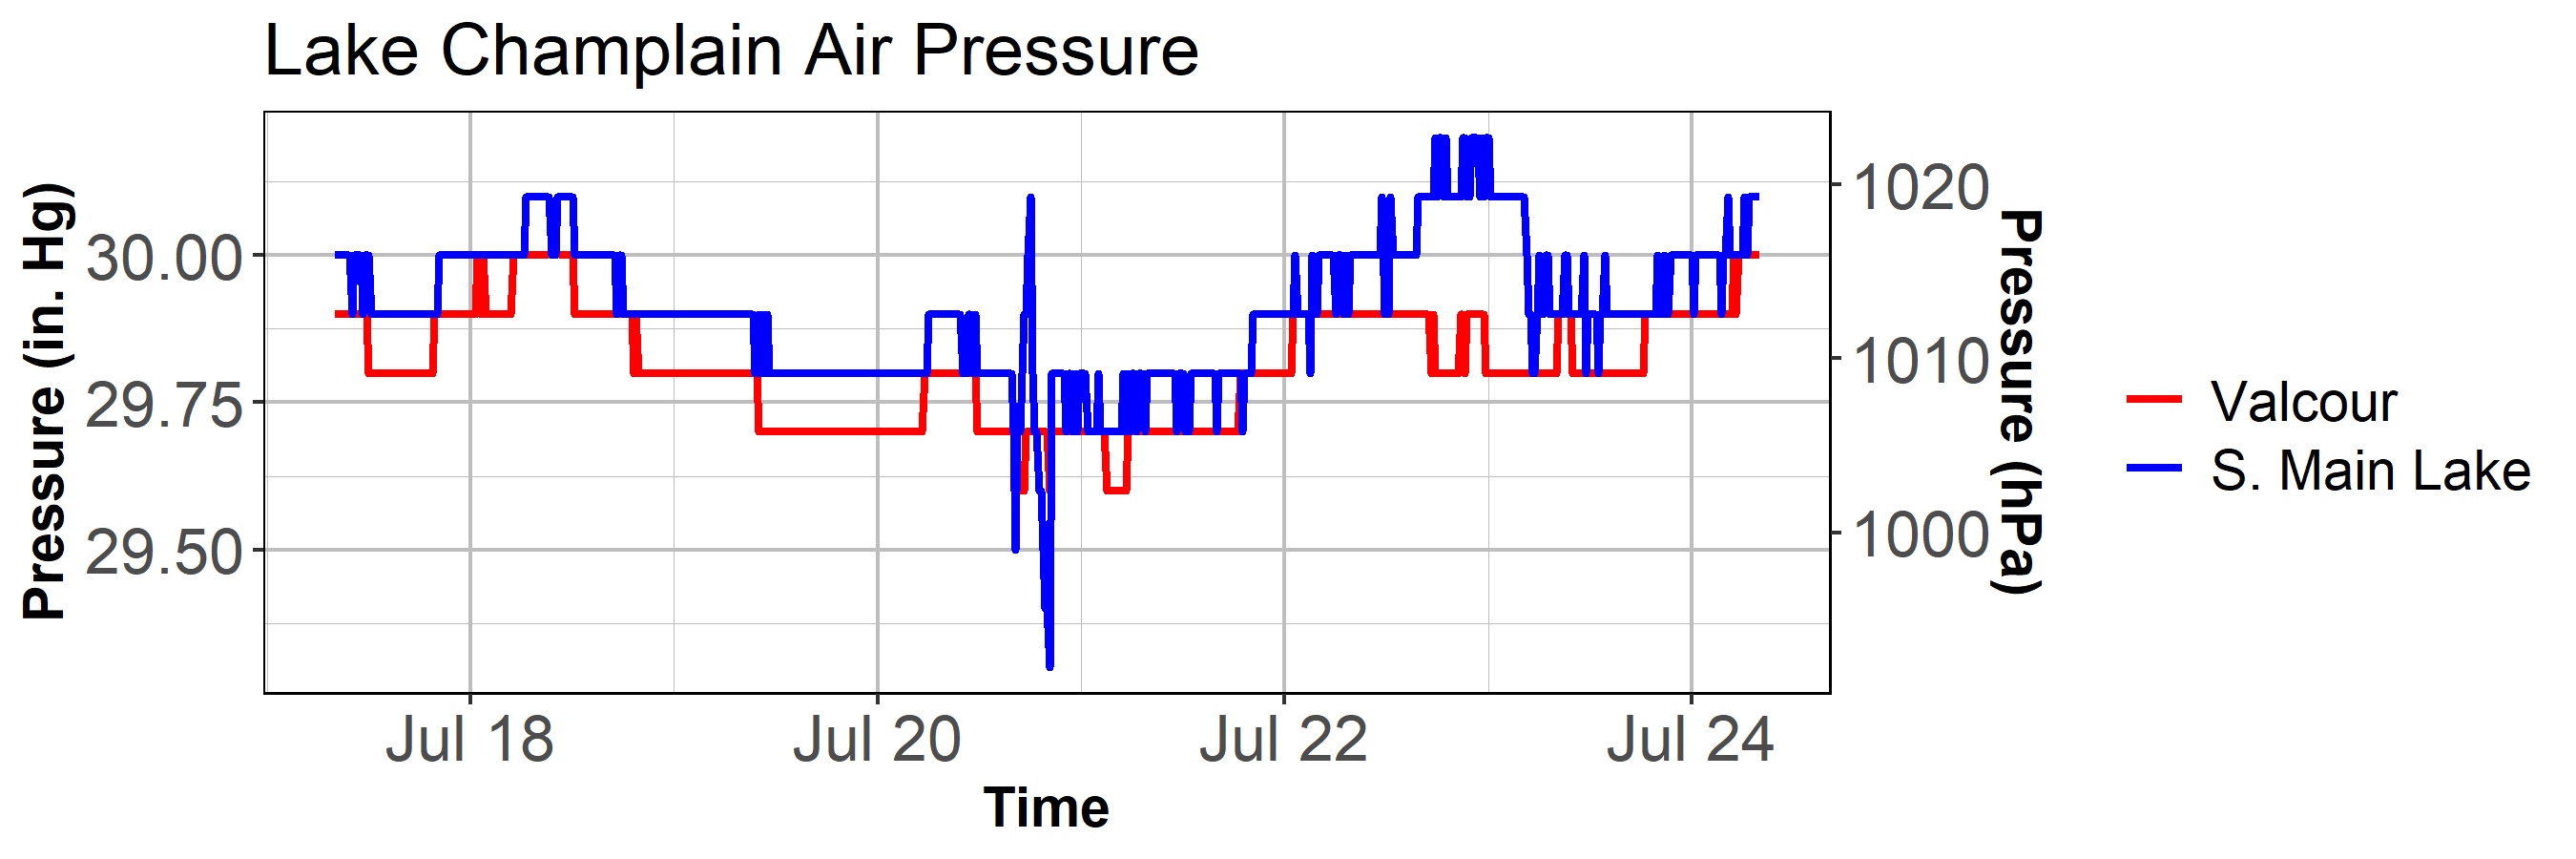 Lake Champlain Air Pressure
Pressure (in. Hg)
30.00
29.75
29.50
1020
1010
1000
Pressure (hPa)
Jul 18
Jul 20
Jul 22
Jul 24
Time
Valcour
S. Main Lake